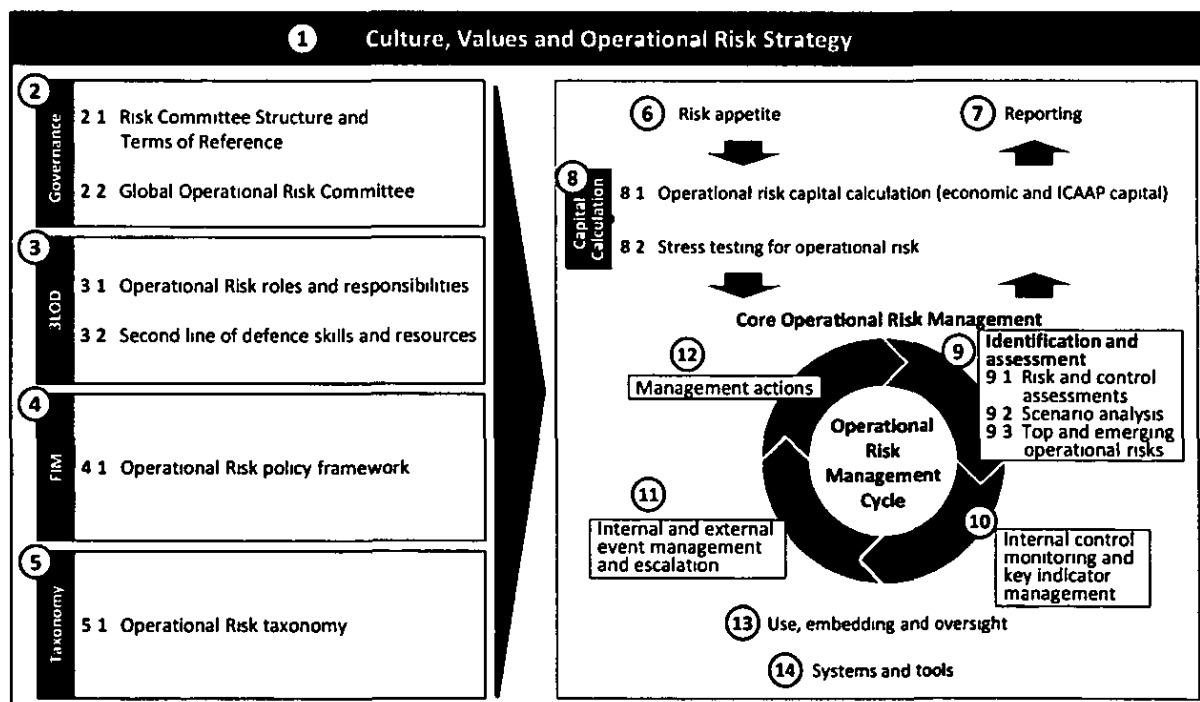 1 Culture, Values and Operational Risk Strategy
2
Governance
2 1 Risk Committee Structure and
Terms of Reference
2 2 Global Operational Risk Committee
3
3LOD
3 1 Operational Risk roles and responsibilities
3 2 Second line of defence skills and resources
4
FIM
4 1 Operational Risk policy framework
5
Taxonomy
5 1 Operational Risk taxonomy
6 Risk appetite
7 Reporting
8
Capital
Calculation
8 1 Operational risk capital calculation (economic and ICAAP capital)
8 2 Stress testing for operational risk
Core Operational Risk Management
9
Identification and
assessment
9 1 Risk and control
assessments
9 2 Scenario analysis
9 3 Top and emerging
operational risks
Operational
Risk
Management
Cycle
10
Internal control
monitoring and
key indicator
management
11
Internal and external
event management
and escalation
12
Management actions
13 Use, embedding and oversight
14 Systems and tools